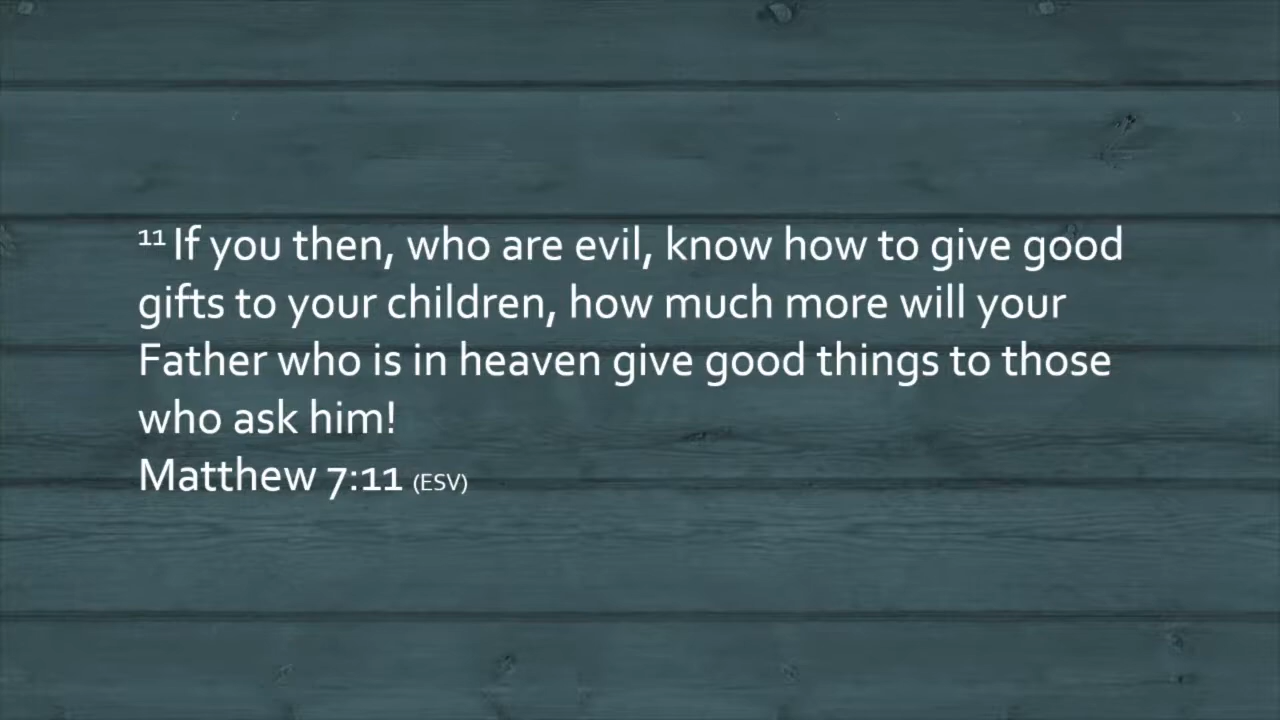 11 If you then, who are evil, know how to give good
gifts to your children, how much more will your
Father who is in heaven give good things to those
who ask him!
Matthew 7:11 (ESV)